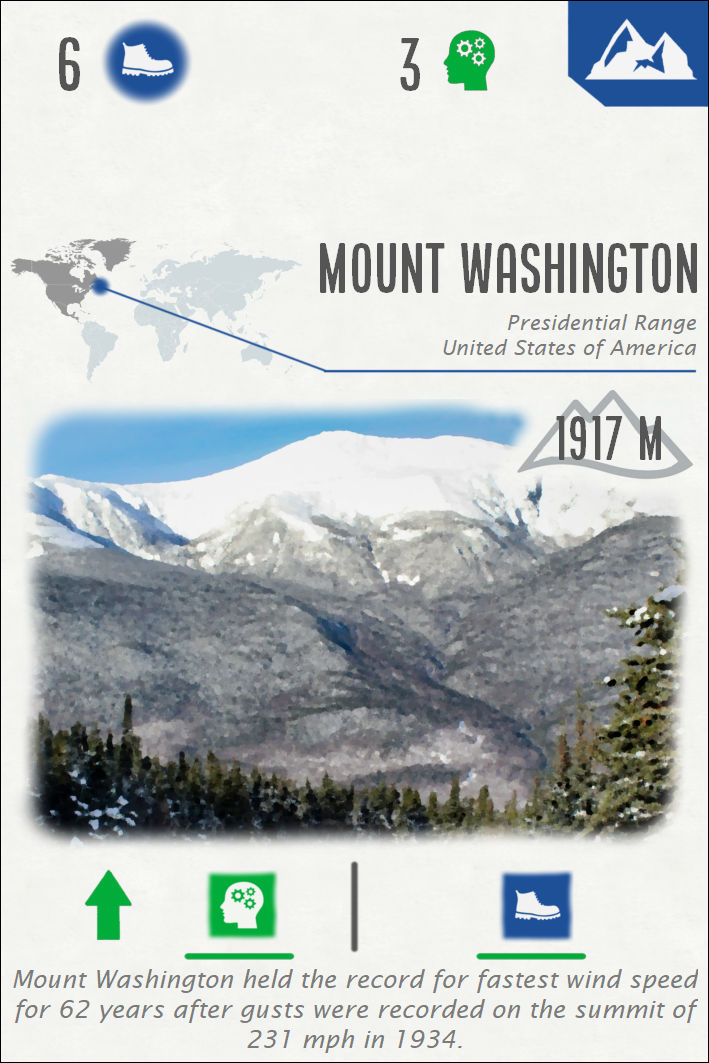 6
3
MOUNT WASHINGTON
Presidential Range
United States of America
1917 M
Mount Washington held the record for fastest wind speed
for 62 years after gusts were recorded on the summit of
231 mph in 1934.